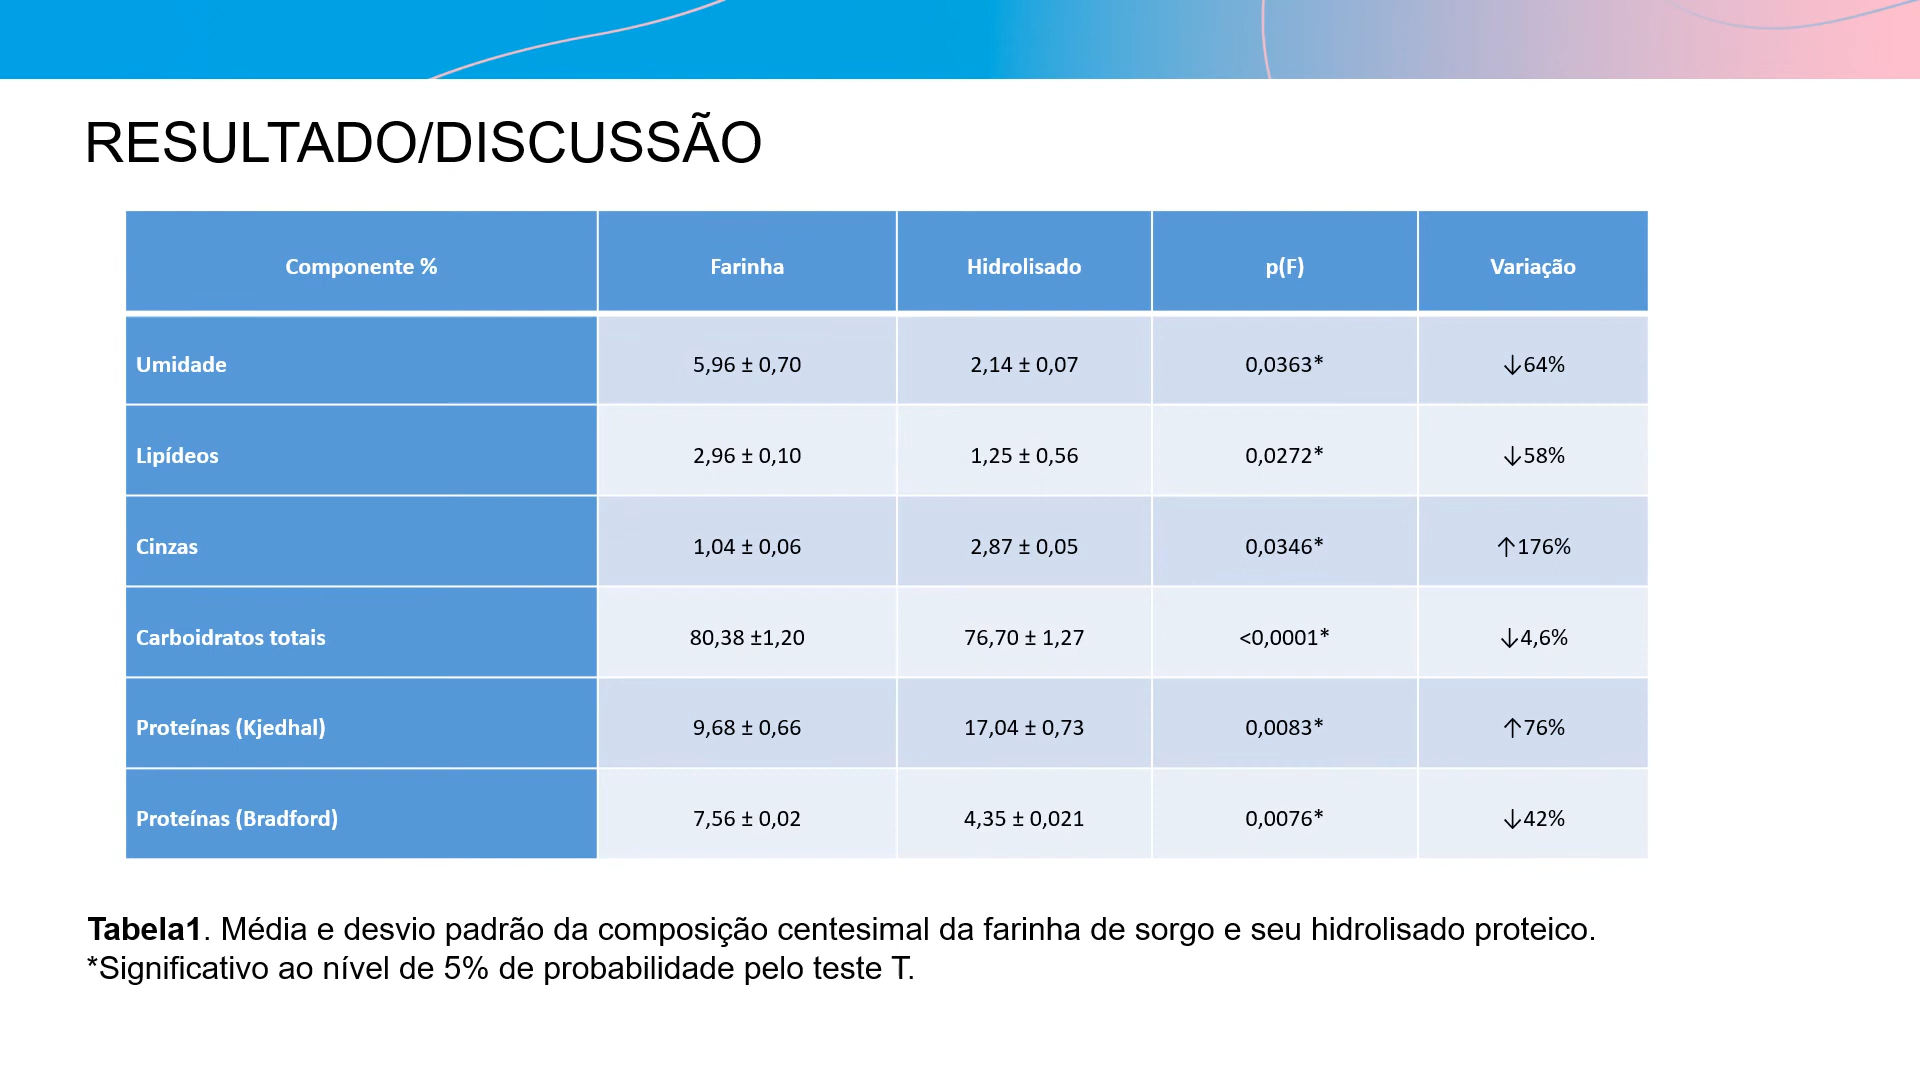 RESULTADO/DISCUSSÃO
Componente % Farinha Hidrolisado p(F) Variação
Umidade 5,96 ± 0,70 2,14 ± 0,07 0,0363* ↓64%
Lipídeos 2,96 ± 0,10 1,25 ± 0,56 0,0272* ↓58%
Cinzas 1,04 ± 0,06 2,87 ± 0,05 0,0346* ↑176%
Carboidratos totais 80,38 ±1,20 76,70 ± 1,27 <0,0001* ↓4,6%
Proteínas (Kjedhal) 9,68 ± 0,66 17,04 ± 0,73 0,0083* ↑76%
Proteínas (Bradford) 7,56 ± 0,02 4,35 ± 0,021 0,0076* ↓42%
Tabela1. Média e desvio padrão da composição centesimal da farinha de sorgo e seu hidrolisado proteico.
*Significativo ao nível de 5% de probabilidade pelo teste T.